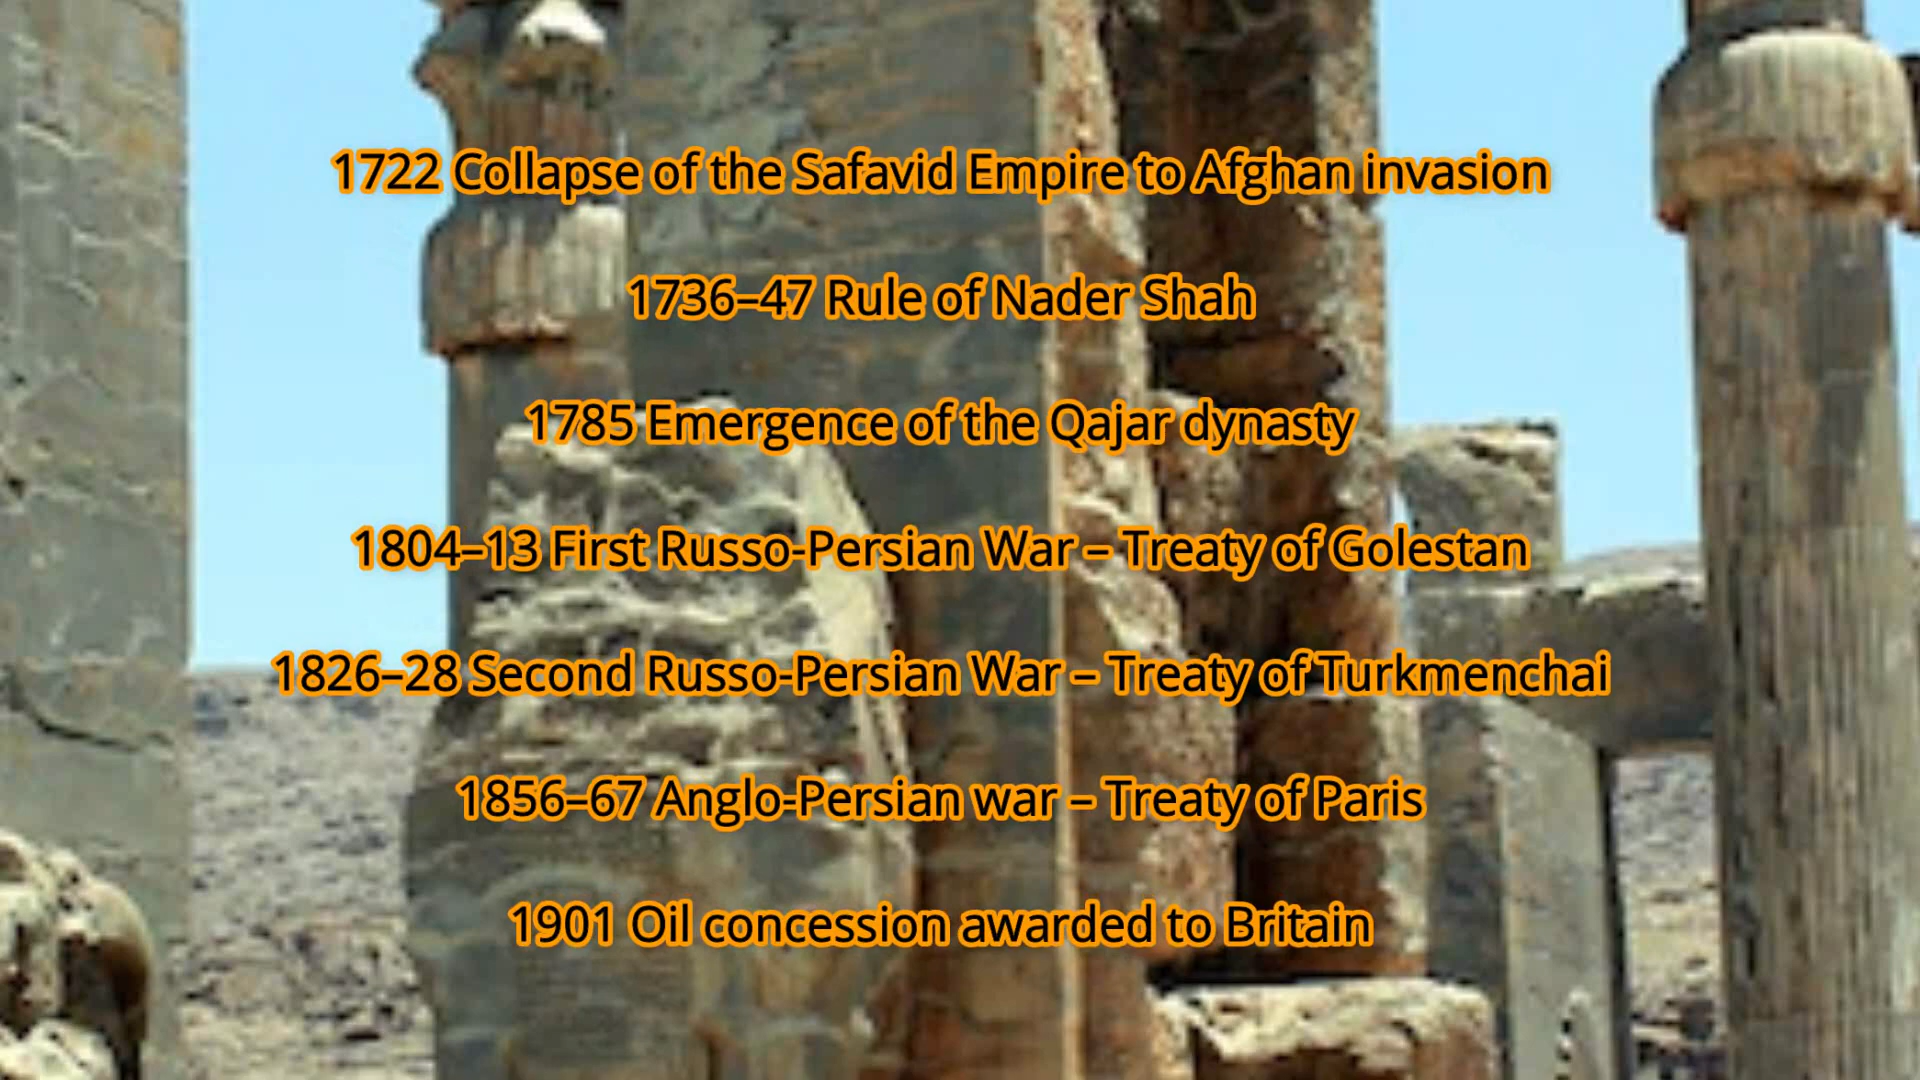 1722 Collapse of the Safavid Empire to Afghan invasion
1736–47 Rule of Nader Shah
1785 Emergence of the Qajar dynasty
1804–13 First Russo-Persian War – Treaty of Golestan
1826–28 Second Russo-Persian War – Treaty of Turkmenchai
1856–67 Anglo-Persian war – Treaty of Paris
1901 Oil concession awarded to Britain